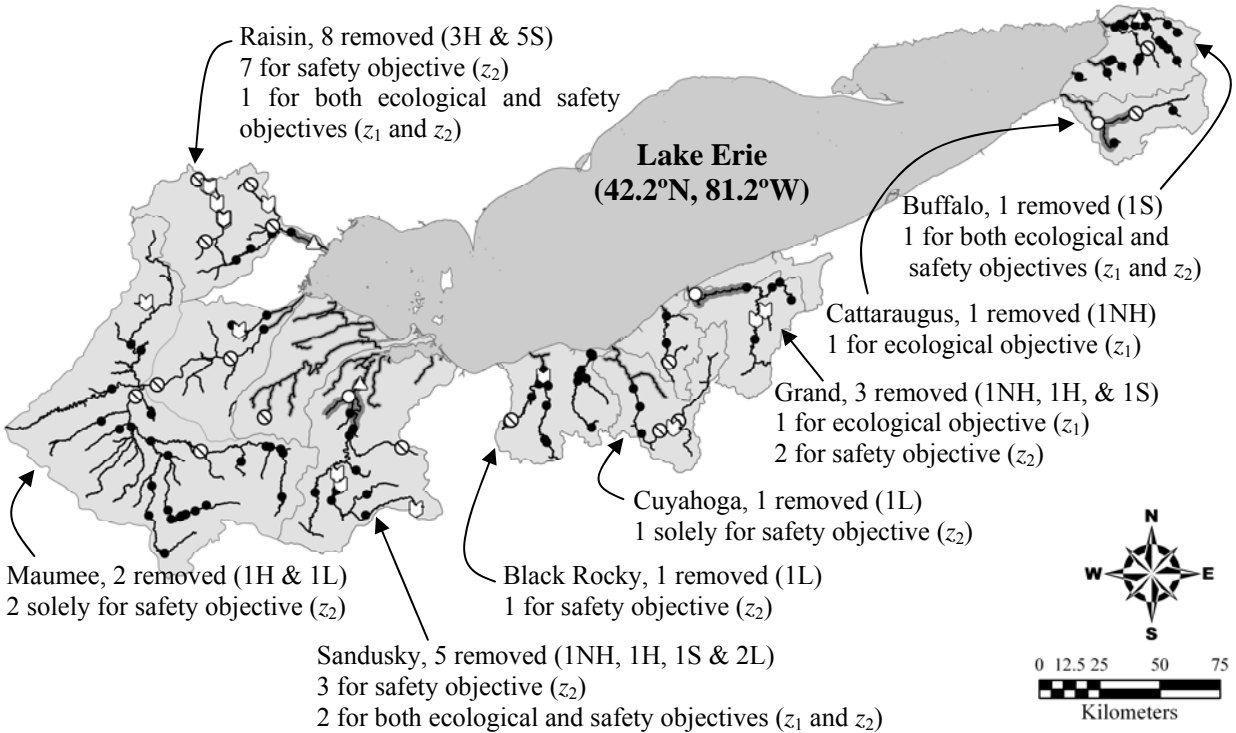 Raisin, 8 removed (3H & 5S)
7 for safety objective (z2)
1 for both ecological and safety
objectives (z1 and z2)
Lake Erie
(42.2ºN, 81.2ºW)
Buffalo, 1 removed (1S)
1 for both ecological and
safety objectives (z1 and z2)
Cattaraugus, 1 removed (1NH)
1 for ecological objective (z1)
Grand, 3 removed (1NH, 1H, & 1S)
1 for ecological objective (z1)
2 for safety objective (z2)
Cuyahoga, 1 removed (1L)
1 solely for safety objective (z2)
Black Rocky, 1 removed (1L)
1 for safety objective (z2)
Maumee, 2 removed (1H & 1L)
2 solely for safety objective (z2)
Sandusky, 5 removed (1NH, 1H, 1S & 2L)
3 for safety objective (z2)
2 for both ecological and safety objectives (z1 and z2)
N
W E
S
0 12.5 25 50 75
Kilometers